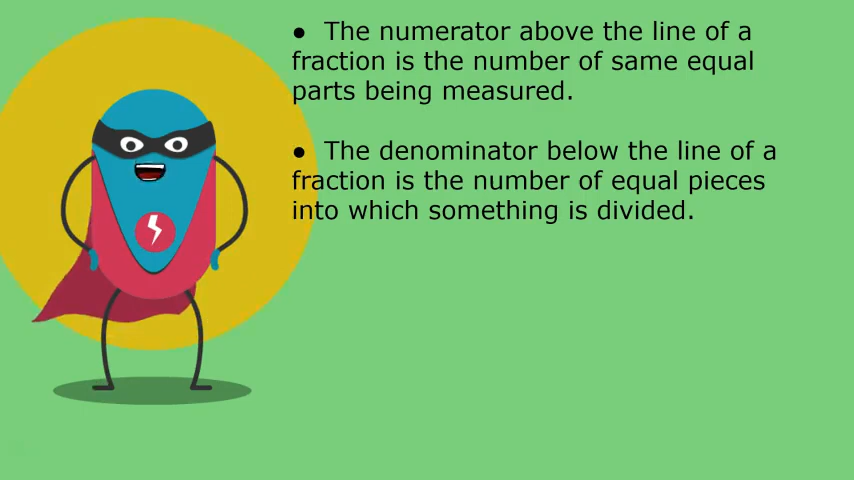 ● The numerator above the line of a
fraction is the number of same equal
parts being measured.
● The denominator below the line of a
fraction is the number of equal pieces
into which something is divided.